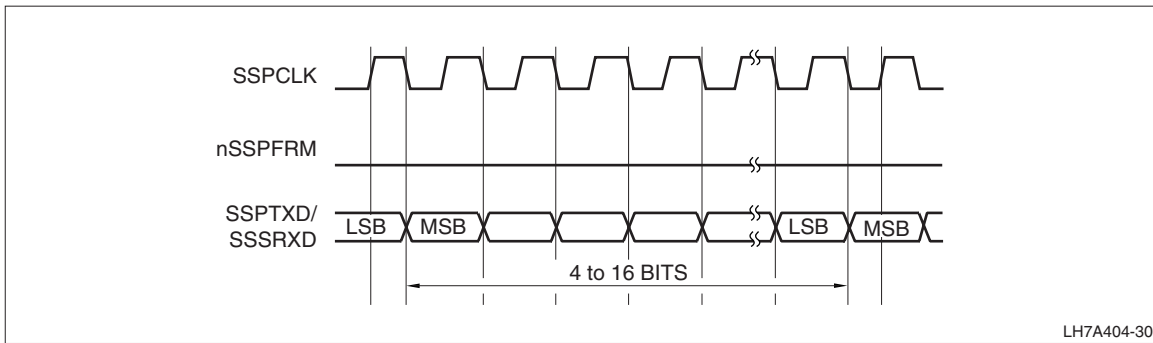 SSPCLK
nSSPFRM
SSPTXD/
SSSRXD
LSB MSB LSB MSB
4 to 16 BITS
LH7A404-30